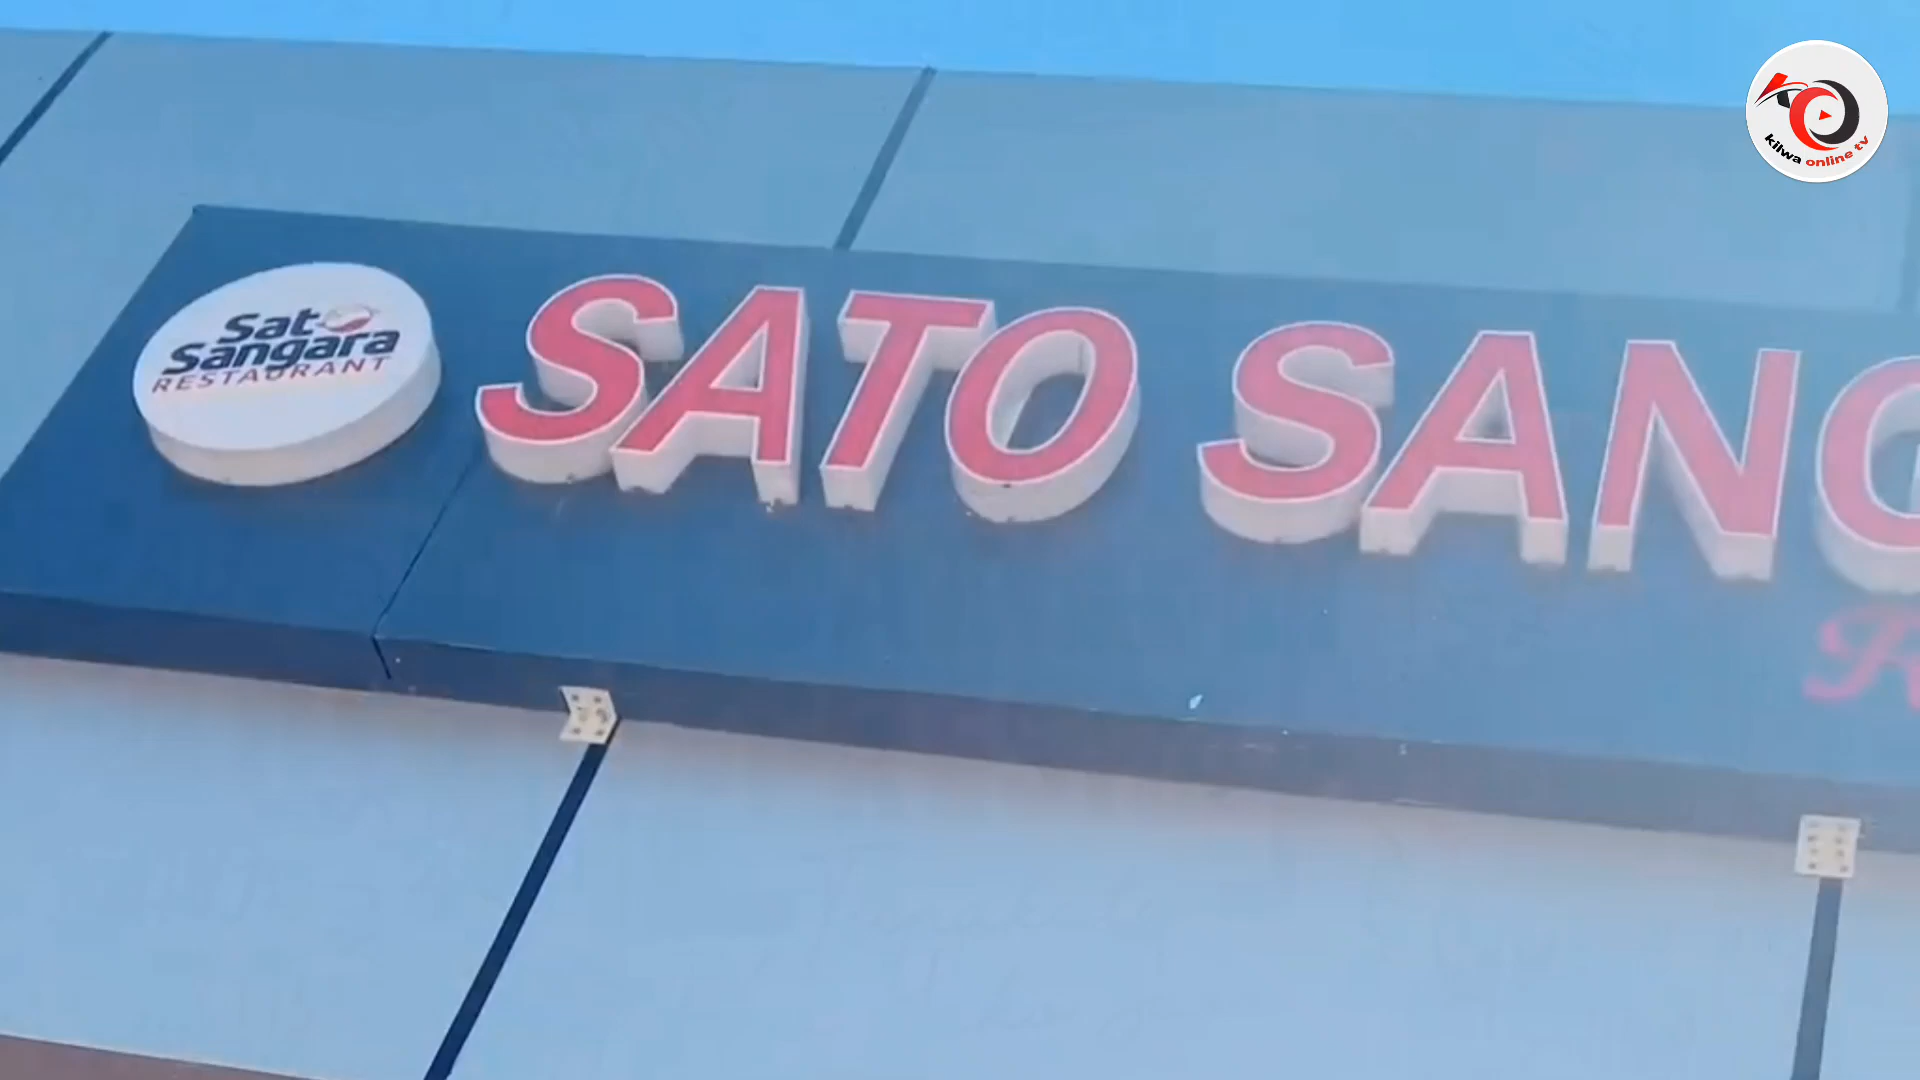 kilwa online tv
Sato
Sangara
RESTAURANT
SATO SANG
R